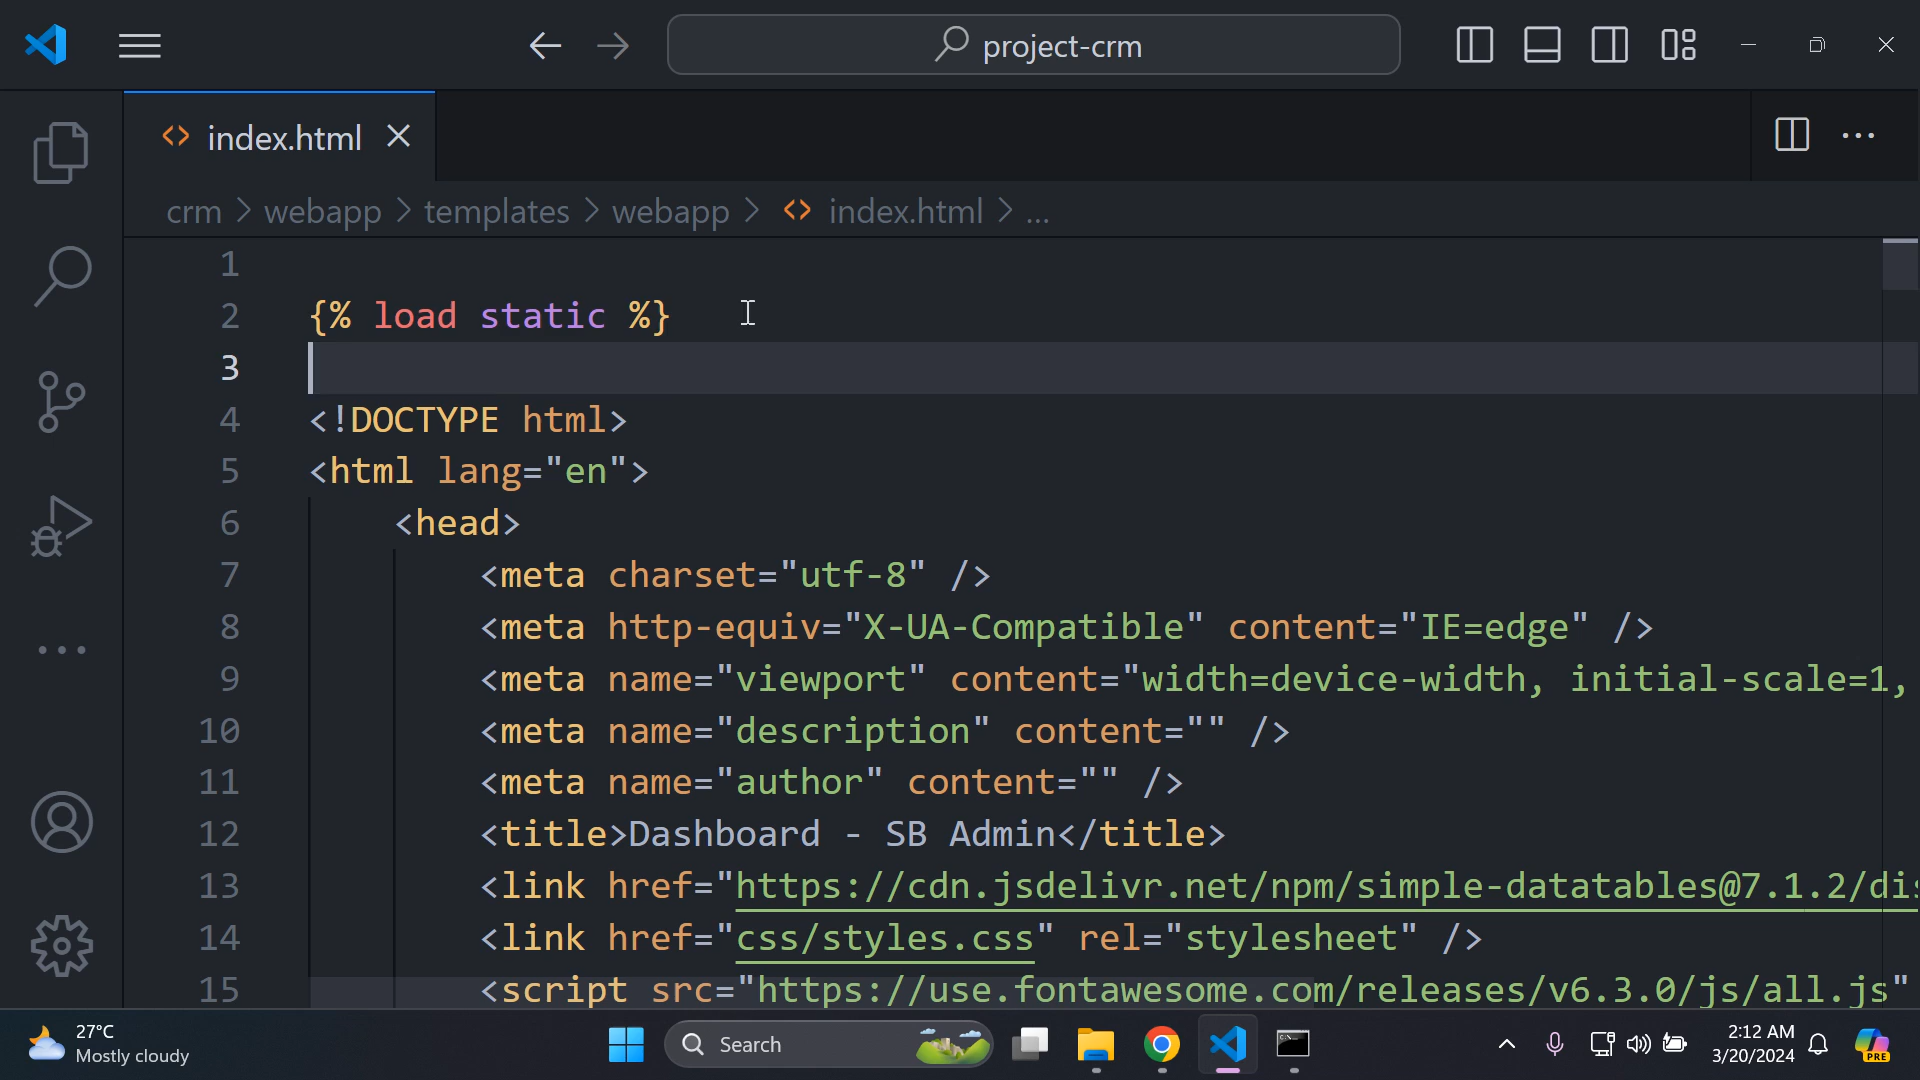 project-crm
index.html
crm > webapp > templates > webapp > <> index.html > ...
1
2 {% load static %}
3
4 <!DOCTYPE html>
5 <html lang="en">
6 <head>
7 <meta charset="utf-8" />
8 <meta http-equiv="X-UA-Compatible" content="IE=edge" />
9 <meta name="viewport" content="width=device-width, initial-scale=1,
10 <meta name="description" content="" />
11 <meta name="author" content="" />
12 <title>Dashboard - SB Admin</title>
13 <link href="https://cdn.jsdelivr.net/npm/simple-datatables@7.1.2/dis
14 <link href="css/styles.css" rel="stylesheet" />
15 <script src="https://use.fontawesome.com/releases/v6.3.0/js/all.js"
27°C
Mostly cloudy
Search
2:12 AM
3/20/2024
PRE